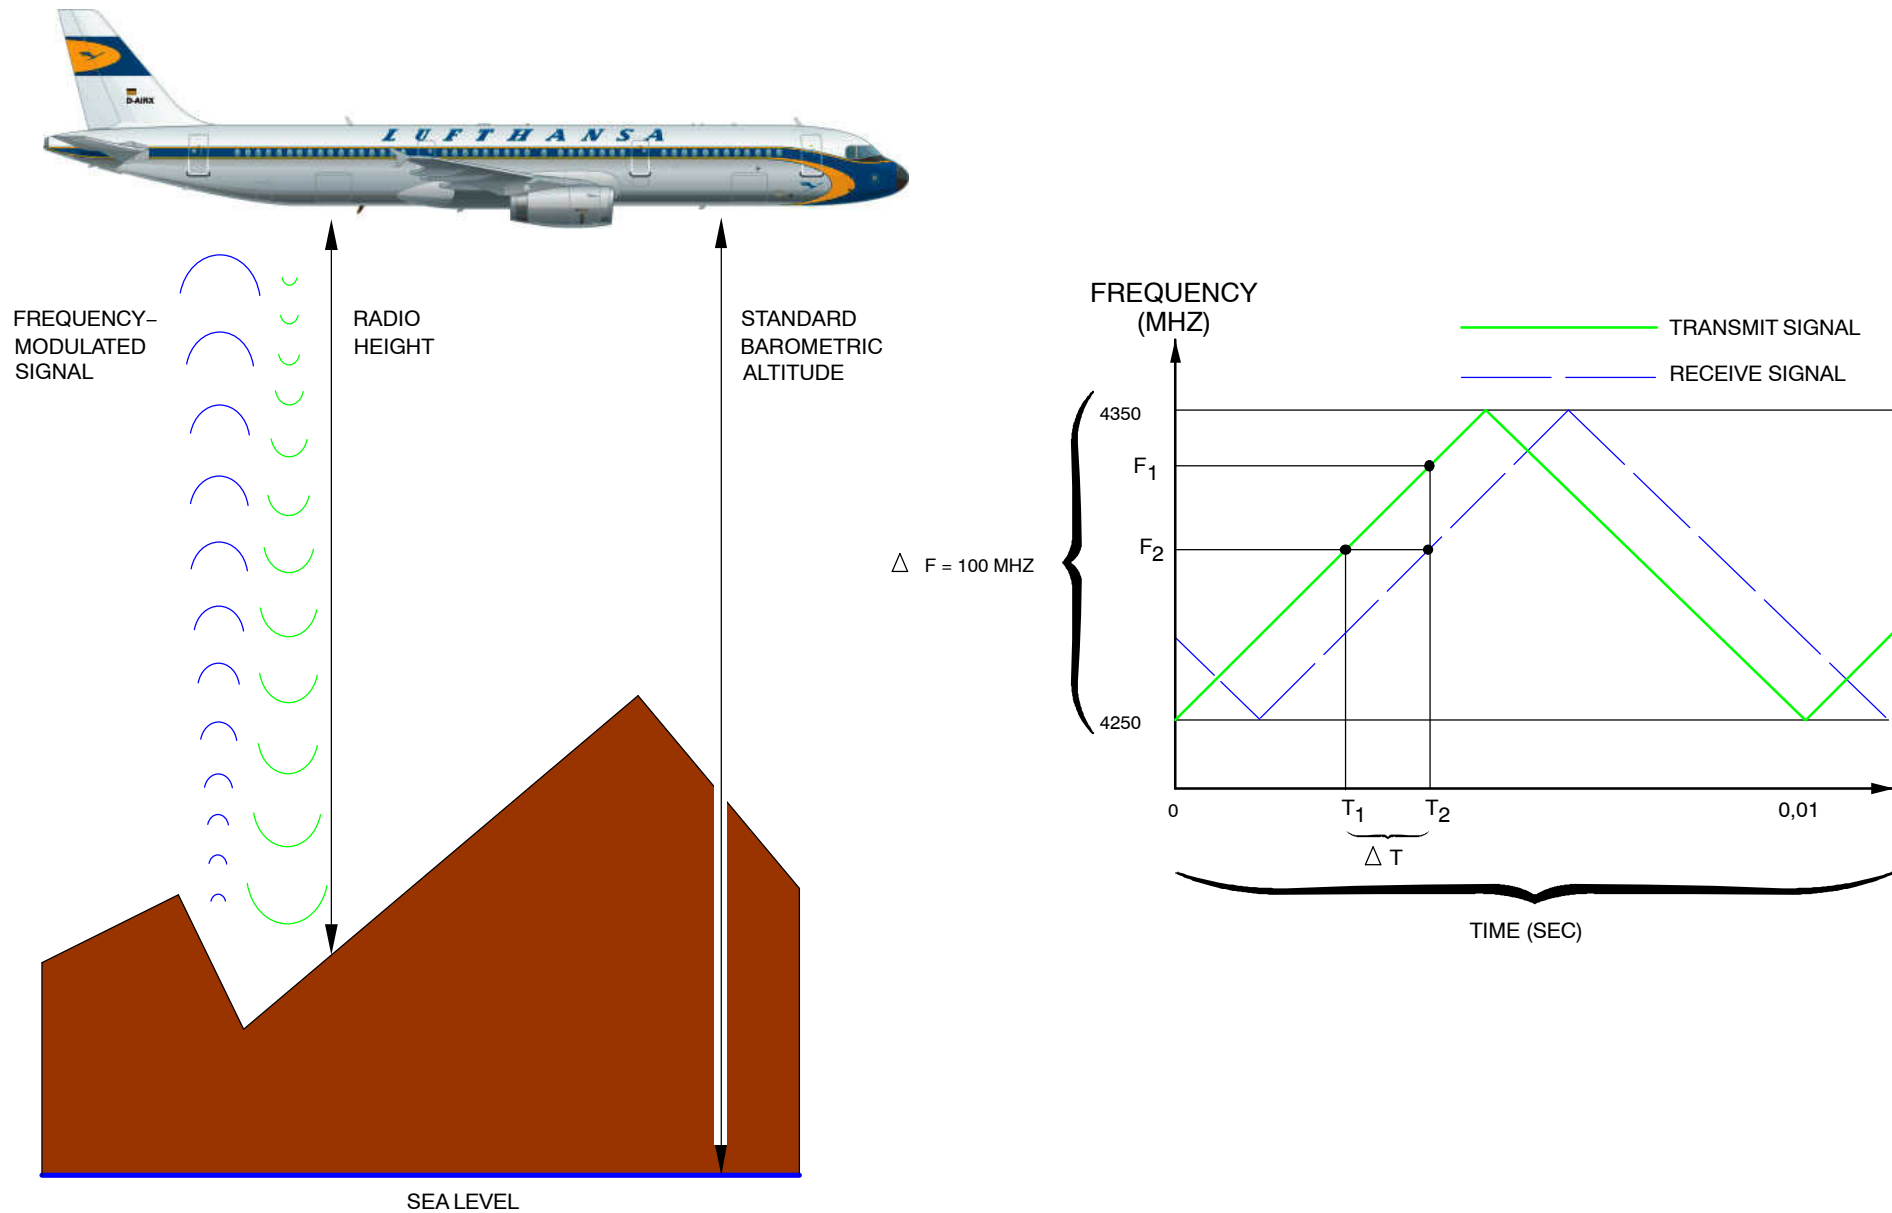 D-AIRX
LUFTHANSA
FREQUENCY–
MODULATED
SIGNAL
RADIO
HEIGHT
STANDARD
BAROMETRIC
ALTITUDE
SEA LEVEL
FREQUENCY
(MHZ)
TRANSMIT SIGNAL
RECEIVE SIGNAL
4350
F1
F2
Δ F = 100 MHZ
4250
0
T1
T2
0,01
Δ T
TIME (SEC)